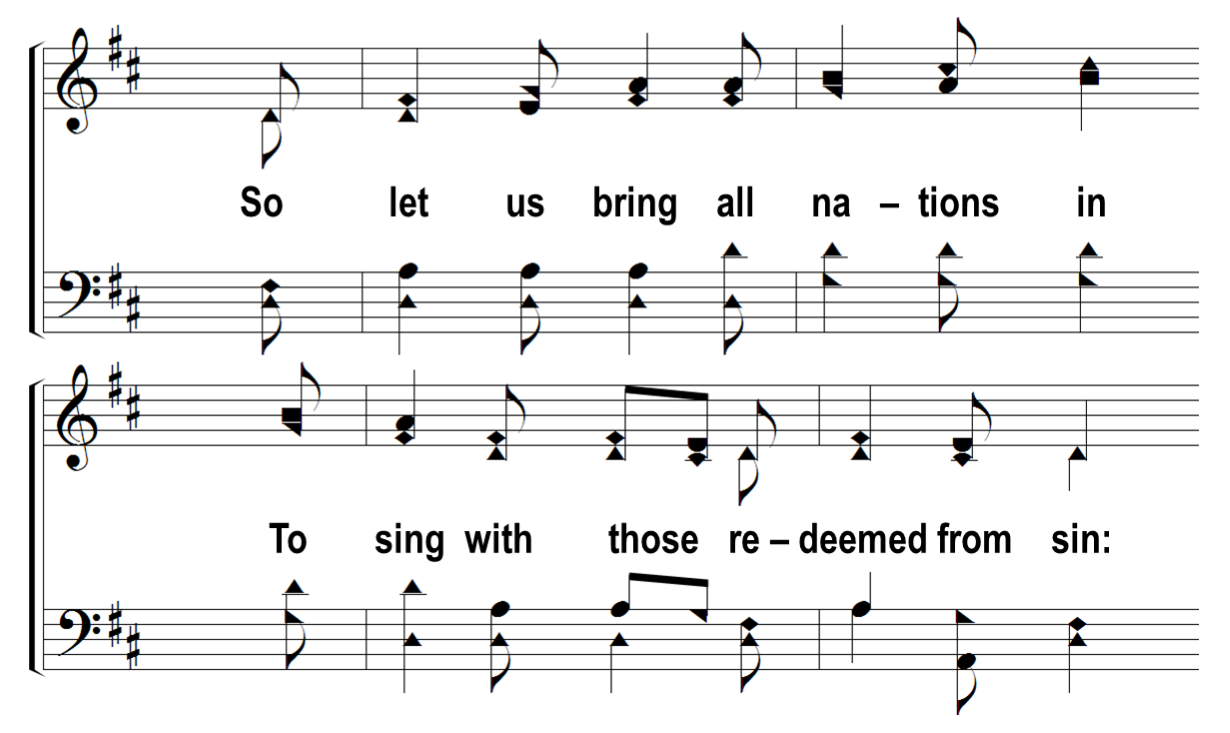 So let us bring all na – tions in
To sing with those re – deemed from sin: